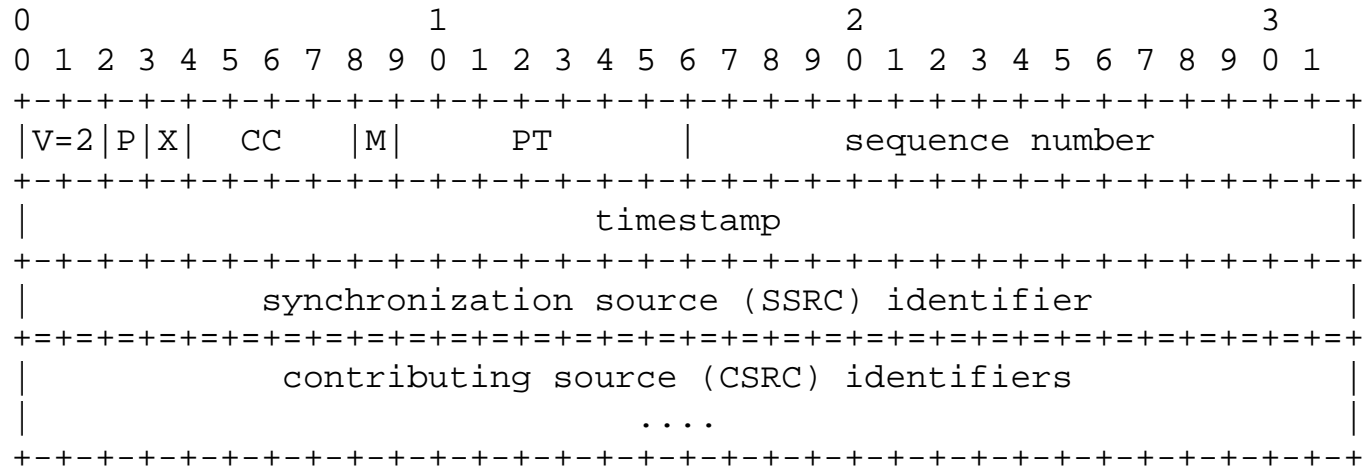 0                   1                   2                   3
0 1 2 3 4 5 6 7 8 9 0 1 2 3 4 5 6 7 8 9 0 1 2 3 4 5 6 7 8 9 0 1
+-+-+-+-+-+-+-+-+-+-+-+-+-+-+-+-+-+-+-+-+-+-+-+-+-+-+-+-+-+-+-+-+
|V=2|P|X|  CC   |M|     PT      |       sequence number         |
+-+-+-+-+-+-+-+-+-+-+-+-+-+-+-+-+-+-+-+-+-+-+-+-+-+-+-+-+-+-+-+-+
|                           timestamp                           |
+-+-+-+-+-+-+-+-+-+-+-+-+-+-+-+-+-+-+-+-+-+-+-+-+-+-+-+-+-+-+-+-+
|           synchronization source (SSRC) identifier            |
+=+=+=+=+=+=+=+=+=+=+=+=+=+=+=+=+=+=+=+=+=+=+=+=+=+=+=+=+=+=+=+=+
|            contributing source (CSRC) identifiers             |
|                             ....                              |
+-+-+-+-+-+-+-+-+-+-+-+-+-+-+-+-+-+-+-+-+-+-+-+-+-+-+-+-+-+-+-+-+